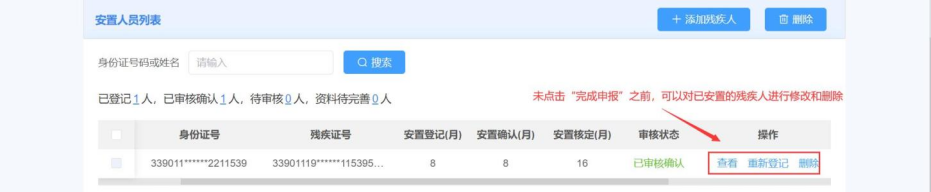 安置人员列表 + 添加残疾人 删除
身份证号码或姓名 请输入 搜索
已登记1人，已审核确认1人，待审核0人，资料待完善0人 未点击“完成申报”之前，可以对已安置的残疾人进行修改和删除
身份证号 残疾证号 安置登记(月) 安置确认(月) 安置核定(月) 审核状态 操作
339011******2211539 33901119******115395... 8 8 16 已审核确认 查看 重新登记 删除